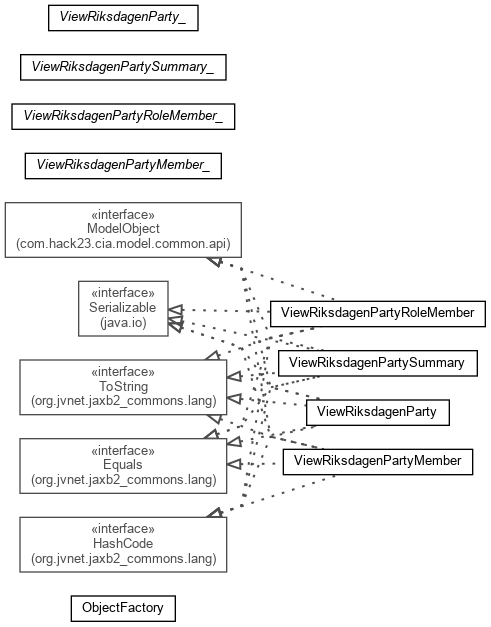 ViewRiksdagenParty_
ViewRiksdagenPartySummary_
ViewRiksdagenPartyRoleMember_
ViewRiksdagenPartyMember_
«interface»
ModelObject
(com.hack23.cia.model.common.api)
«interface»
Serializable
(java.io)
ViewRiksdagenPartyRoleMember
ViewRiksdagenPartySummary
«interface»
ToString
(org.jvnet.jaxb2_commons.lang)
ViewRiksdagenParty
«interface»
Equals
(org.jvnet.jaxb2_commons.lang)
ViewRiksdagenPartyMember
«interface»
HashCode
(org.jvnet.jaxb2_commons.lang)
ObjectFactory